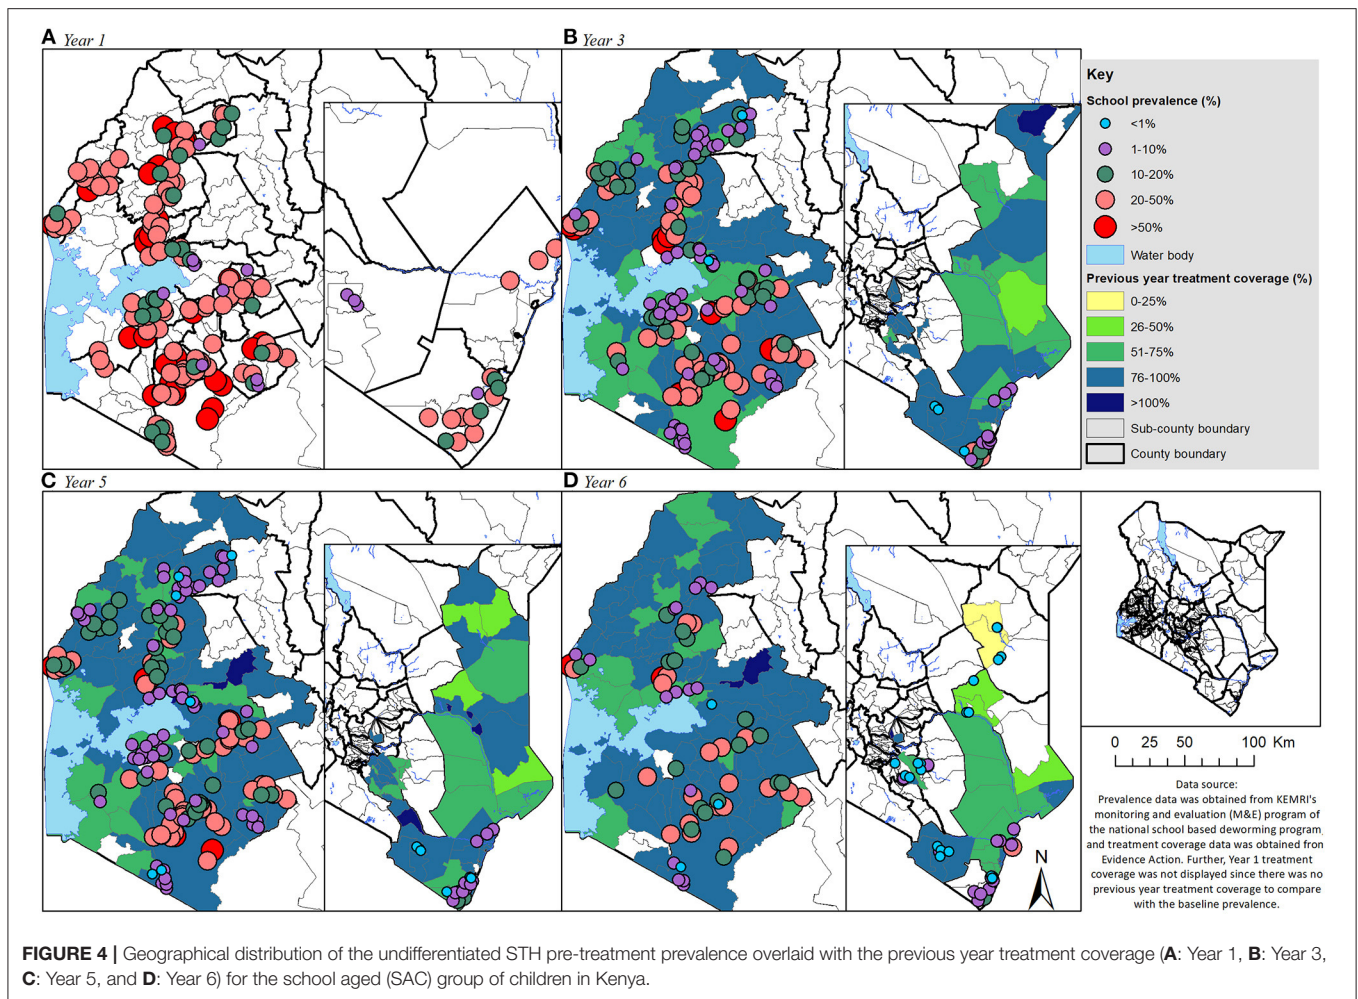 A Year 1
B Year 3
Key
School prevalence (%)
<1%
1-10%
10-20%
20-50%
>50%
Water body
Previous year treatment coverage (%)
0-25%
26-50%
51-75%
76-100%
>100%
Sub-county boundary
County boundary
C Year 5
D Year 6
N
0 25 50 100 Km
Data source:
Prevalence data was obtained from KEMRI's
monitoring and evaluation (M&E) program of
the national school based deworming program,
and treatment coverage data was obtained from
Evidence Action. Further, Year 1 treatment
coverage was not displayed since there was no
previous year treatment coverage to compare
with the baseline prevalence.
FIGURE 4 | Geographical distribution of the undifferentiated STH pre-treatment prevalence overlaid with the previous year treatment coverage (A: Year 1, B: Year 3,
C: Year 5, and D: Year 6) for the school aged (SAC) group of children in Kenya.